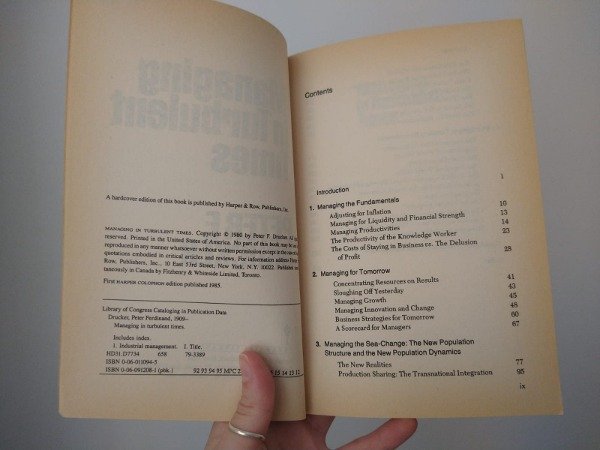 A hardcover edition of this book is published by Harper & Row, Publishers, Inc.
MANAGING IN TURBULENT TIMES. Copyright © 1980 by Peter F. Drucker. All
reserved. Printed in the United States of America. No part of this book may be
reproduced in any manner whatsoever without written permission except in the case of
quotations embodied in critical articles and reviews. For information address
Row, Publishers, Inc., 10 East 53rd Street, New York, N.Y. 10022. Published
taneously in Canada by Fitzhenry & Whiteside Limited, Toronto.
FIRST HARPER COLOPHON edition published 1985.
Library of Congress Cataloging in Publication Data
Drucker, Peter Ferdinand, 1909–
Managing in turbulent times.
Includes index.
1. Industrial management. I. Title.
HD31.D7734 658 79-3389
ISBN 0-06-011094-5
ISBN 0-06-091208-1 (pbk.) 92 93 94 95 MPC 15 14 13 12
Contents
Introduction 1
1. Managing the Fundamentals
Adjusting for Inflation 10
Managing for Liquidity and Financial Strength 13
Managing Productivities 14
The Productivity of the Knowledge Worker 23
The Costs of Staying in Business vs. The Delusion
of Profit 28
2. Managing for Tomorrow
Concentrating Resources on Results 41
Sloughing Off Yesterday 43
Managing Growth 45
Managing Innovation and Change 48
Business Strategies for Tomorrow 60
A Scorecard for Managers 67
3. Managing the Sea-Change: The New Population
Structure and the New Population Dynamics
The New Realities 77
Production Sharing: The Transnational Integration 95
ix